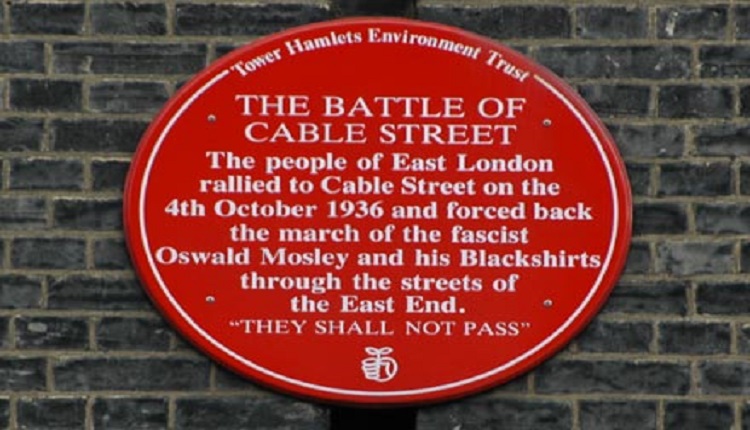 Tower Hamlets Environment Trust
THE BATTLE OF
CABLE STREET
The people of East London
rallied to Cable Street on the
4th October 1936 and forced back
the march of the fascist
Oswald Mosley and his Blackshirts
through the streets of
the East End.
“THEY SHALL NOT PASS”